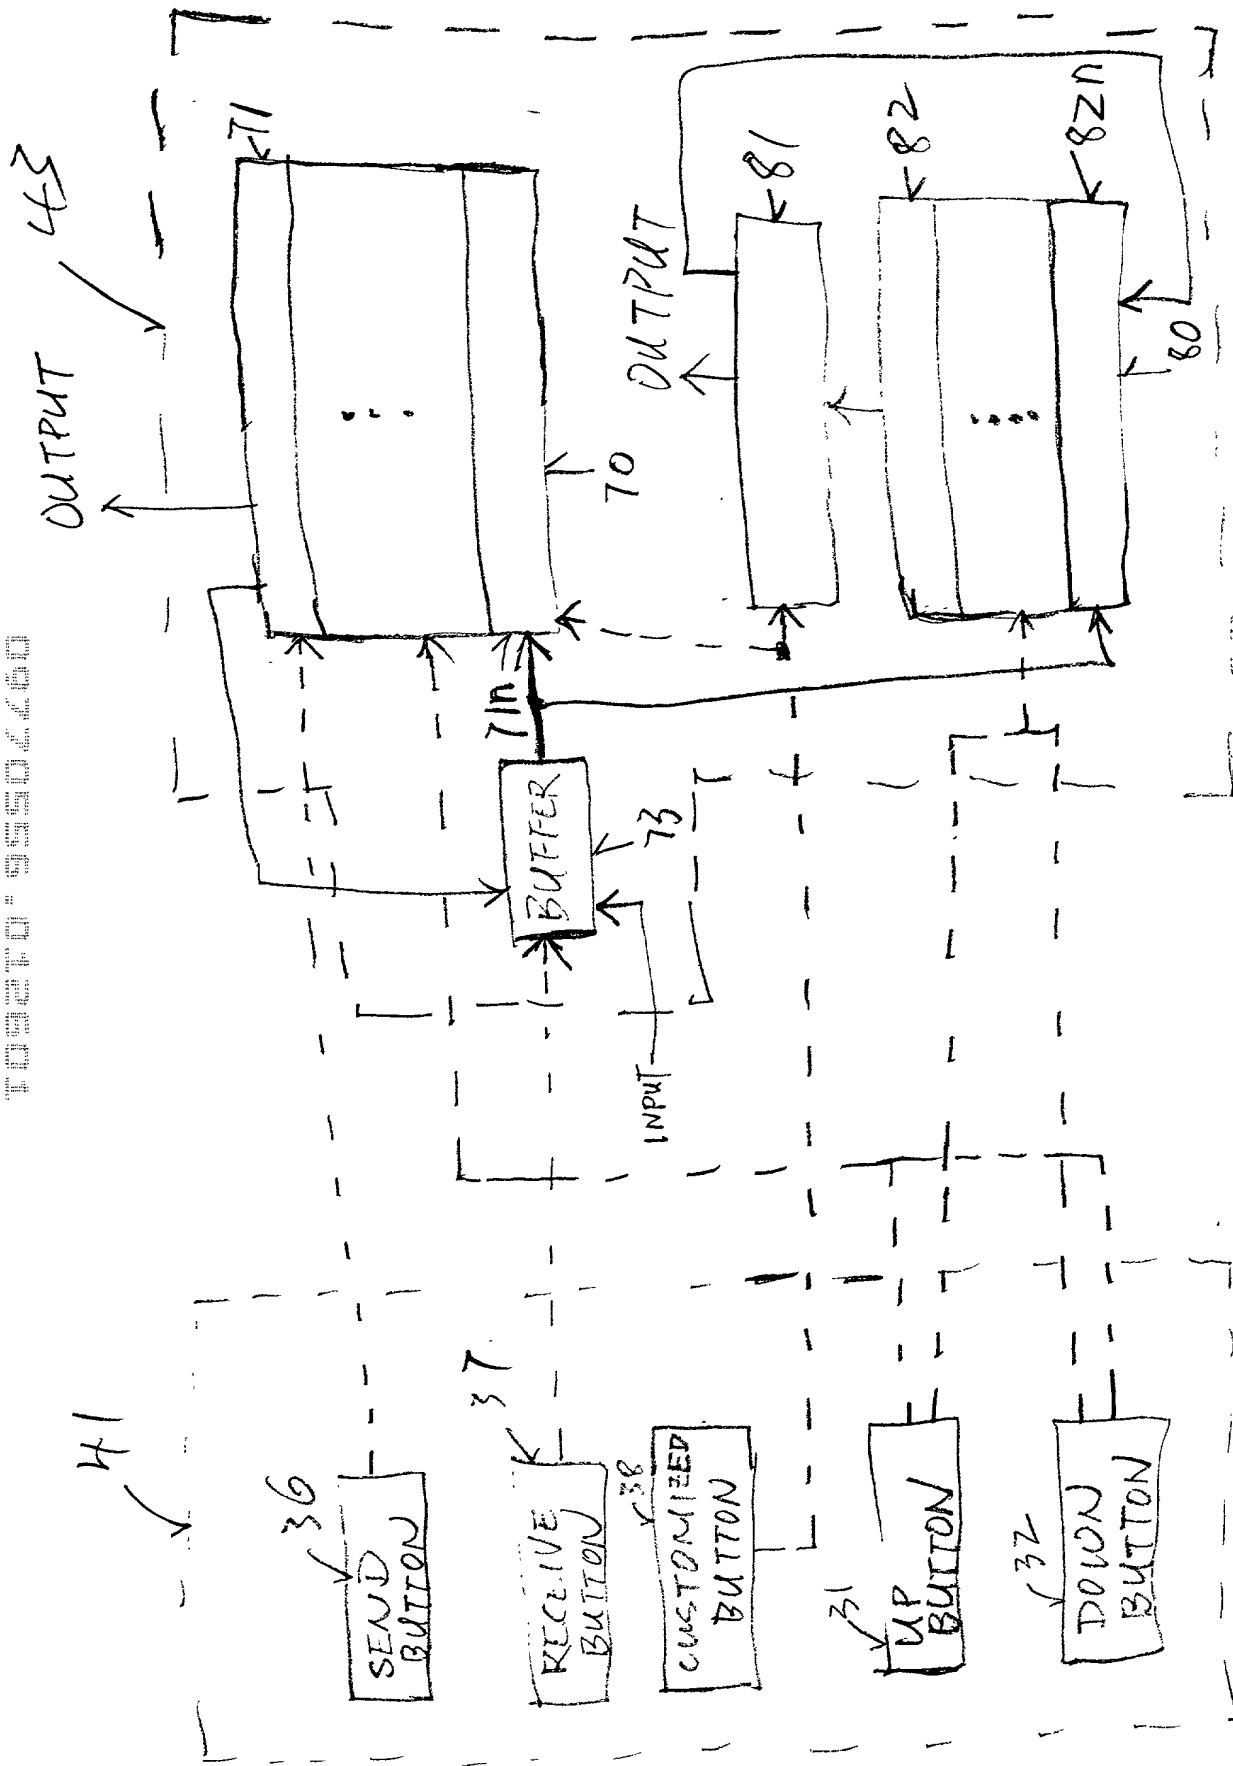 41
36
SEND
BUTTON
37
RECEIVE
BUTTON
38
CUSTOMIZED
BUTTON
31
UP
BUTTON
32
DOWN
BUTTON
43
OUTPUT
71
70
71n
BUFFER
73
INPUT
OUTPUT
81
82
82n
80